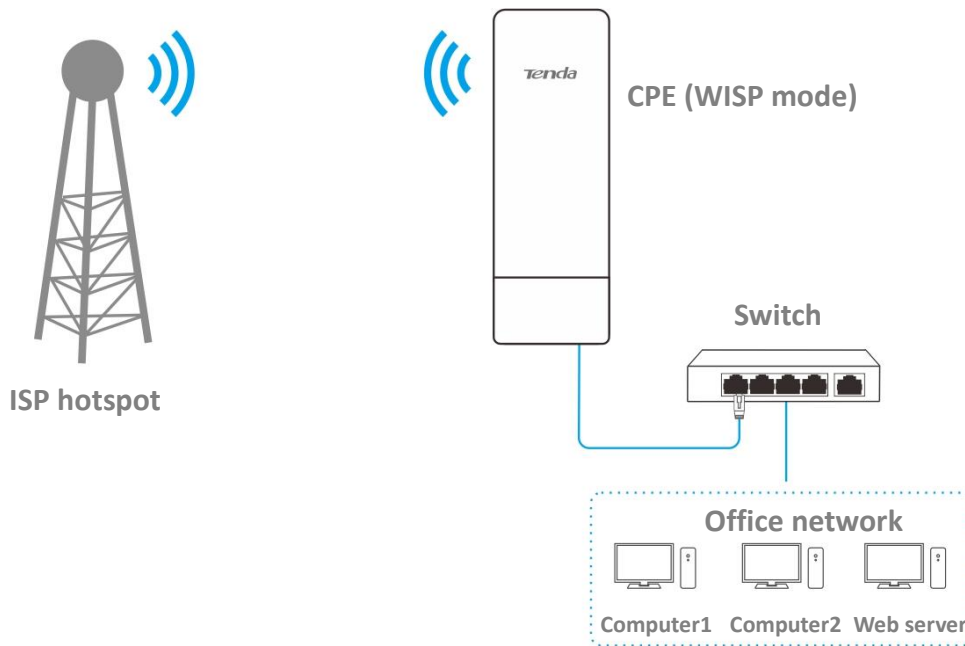 Tenda
CPE (WISP mode)
Switch
ISP hotspot
Office network
Computer1 Computer2 Web server